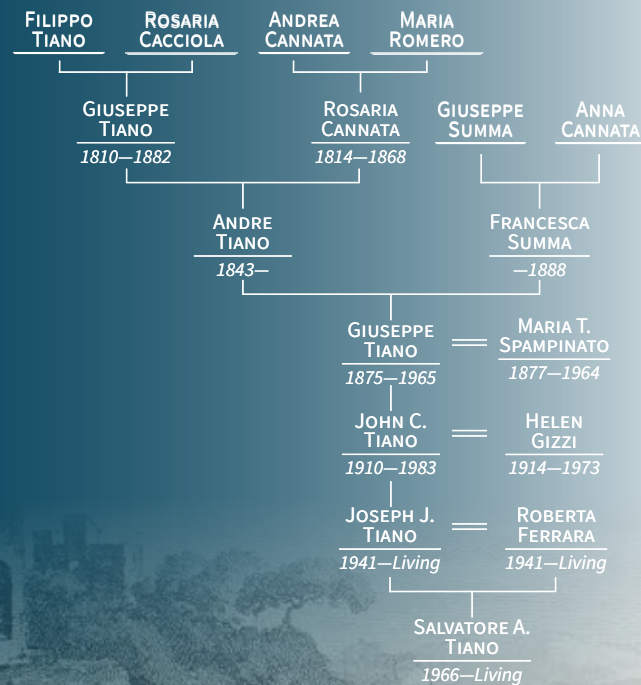 Filippo Tiano
Rosaria Cacciola
Andrea Cannata
Maria Romero
Giuseppe Tiano
1810—1882
Rosaria Cannata
1814—1868
Giuseppe Summa
Anna Cannata
Andre Tiano
1843—
Francesca Summa
—1888
Giuseppe Tiano
1875—1965
Maria T. Spampinato
1877—1964
John C. Tiano
1910—1983
Helen Gizzi
1914—1973
Joseph J. Tiano
1941—Living
Roberta Ferrara
1941—Living
Salvatore A. Tiano
1966—Living